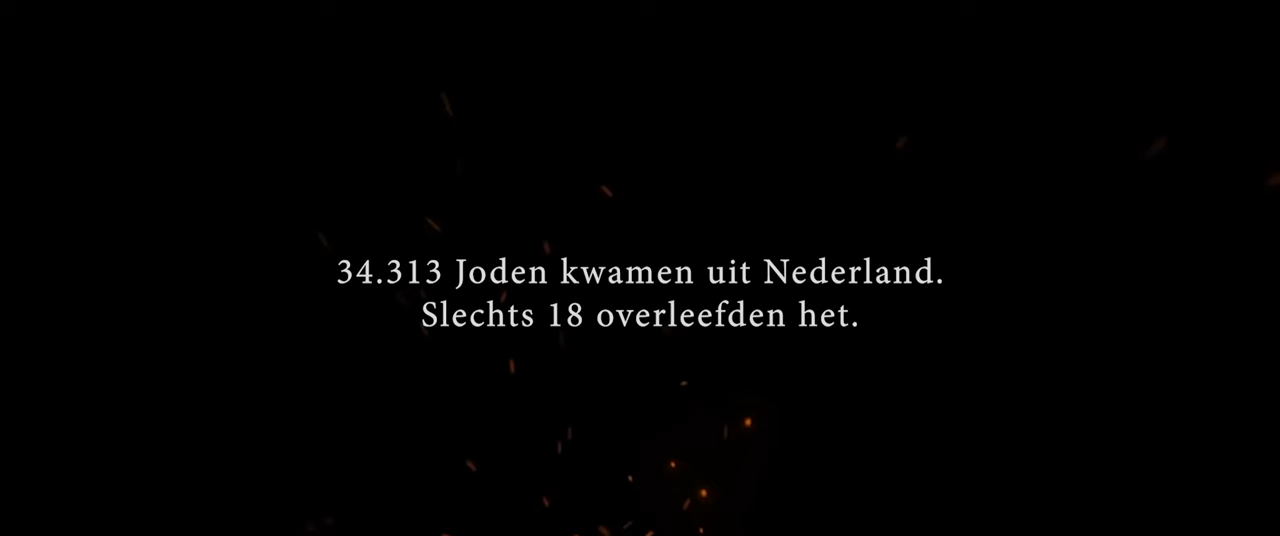 34.313 Joden kwamen uit Nederland.
Slechts 18 overleefden het.